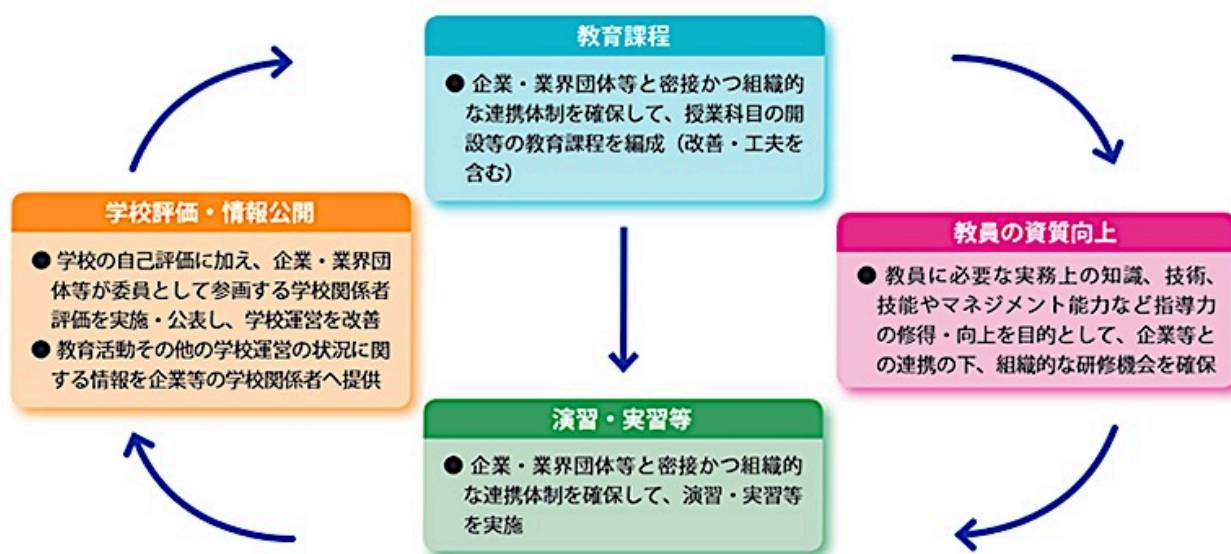 教育課程
● 企業・業界団体等と密接かつ組織的
な連携体制を確保して、授業科目の開
設等の教育課程を編成（改善・工夫を
含む）
学校評価・情報公開
● 学校の自己評価に加え、企業・業界団
体等が委員として参画する学校関係者
評価を実施・公表し、学校運営を改善
● 教育活動その他の学校運営の状況に関
する情報を企業等の学校関係者へ提供
教員の資質向上
● 教員に必要な実務上の知識、技術、
技能やマネジメント能力など指導力
の修得・向上を目的として、企業等と
の連携の下、組織的な研修機会を確保
演習・実習等
● 企業・業界団体等と密接かつ組織的
な連携体制を確保して、演習・実習等
を実施